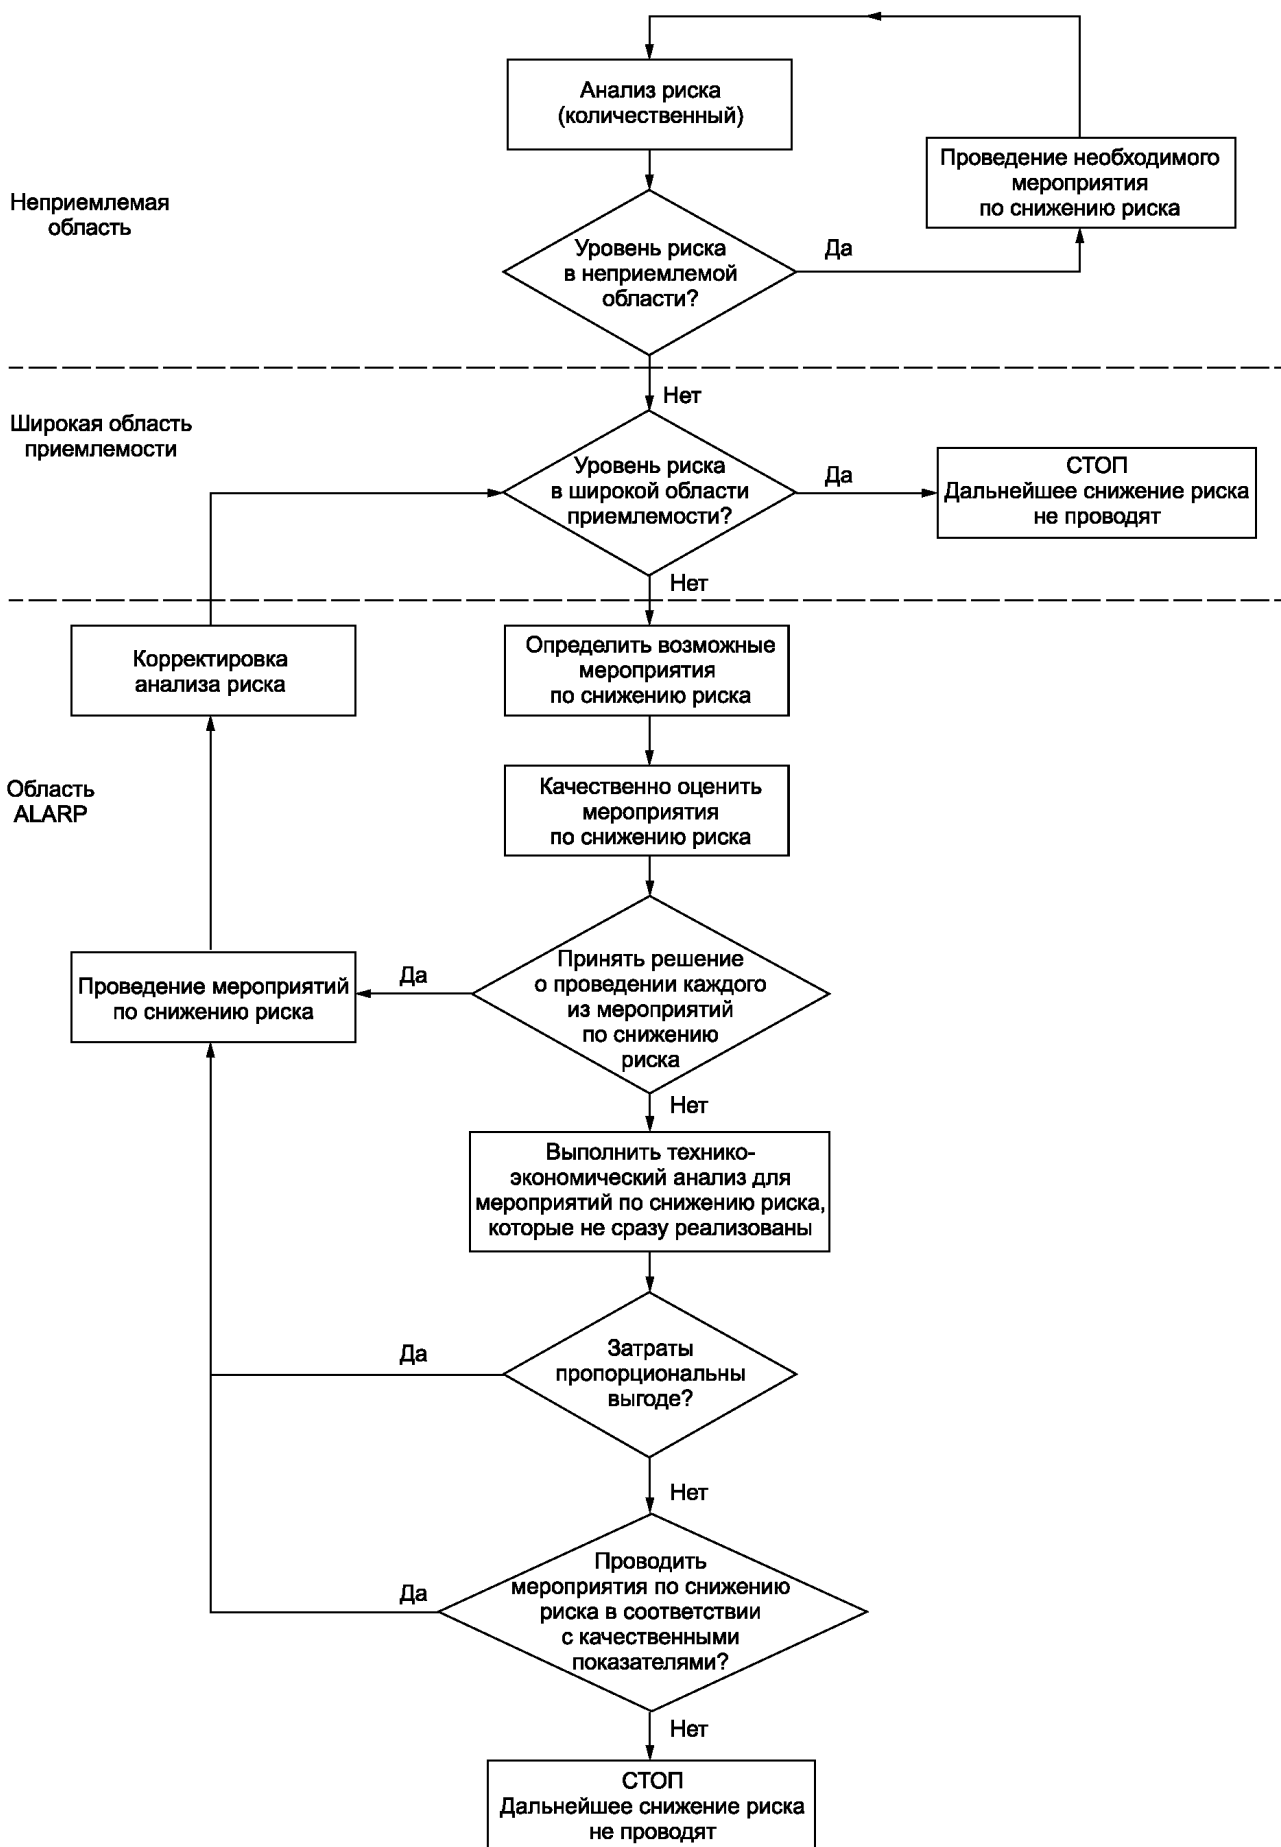 Анализ риска
(количественный)
Проведение необходимого
мероприятия
по снижению риска
Неприемлемая
область
Уровень риска
в неприемлемой
области?
Да
Нет
Широкая область
приемлемости
Уровень риска
в широкой области
приемлемости?
Да
СТОП
Дальнейшее снижение риска
не проводят
Нет
Корректировка
анализа риска
Определить возможные
мероприятия
по снижению риска
Область
ALARP
Качественно оценить
мероприятия
по снижению риска
Проведение мероприятий
по снижению риска
Да
Принять решение
о проведении каждого
из мероприятий
по снижению
риска
Нет
Выполнить технико-
экономический анализ для
мероприятий по снижению риска,
которые не сразу реализованы
Да
Затраты
пропорциональны
выгоде?
Нет
Да
Проводить
мероприятия по снижению
риска в соответствии
с качественными
показателями?
Нет
СТОП
Дальнейшее снижение риска
не проводят